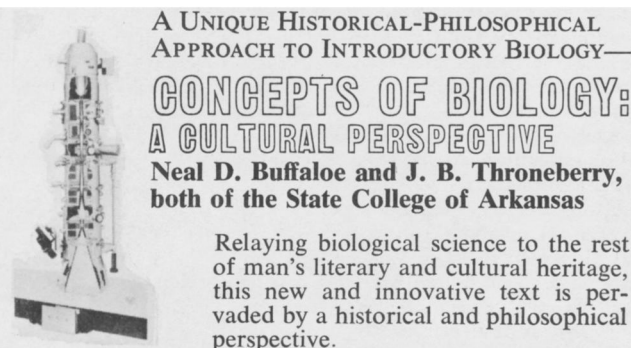 A UNIQUE HISTORICAL-PHILOSOPHICAL
APPROACH TO INTRODUCTORY BIOLOGY—
CONCEPTS OF BIOLOGY:
A CULTURAL PERSPECTIVE
Neal D. Buffaloe and J. B. Throneberry,
both of the State College of Arkansas
Relaying biological science to the rest
of man's literary and cultural heritage,
this new and innovative text is per-
vaded by a historical and philosophical
perspective.